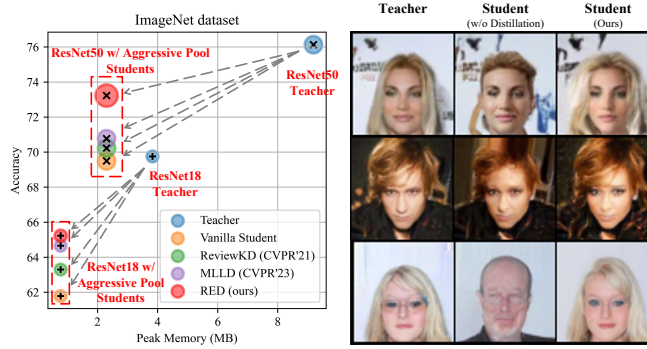 ImageNet dataset
76
74
72
70
68
66
64
62
Accuracy
2
4
6
8
Peak Memory (MB)
ResNet50 w/ Aggressive Pool
Students
ResNet50
Teacher
ResNet18
Teacher
ResNet18 w/
Aggressive Pool
Students
Teacher
Vanilla Student
ReviewKD (CVPR'21)
MLLD (CVPR'23)
RED (ours)
Teacher
Student
(w/o Distillation)
Student
(Ours)